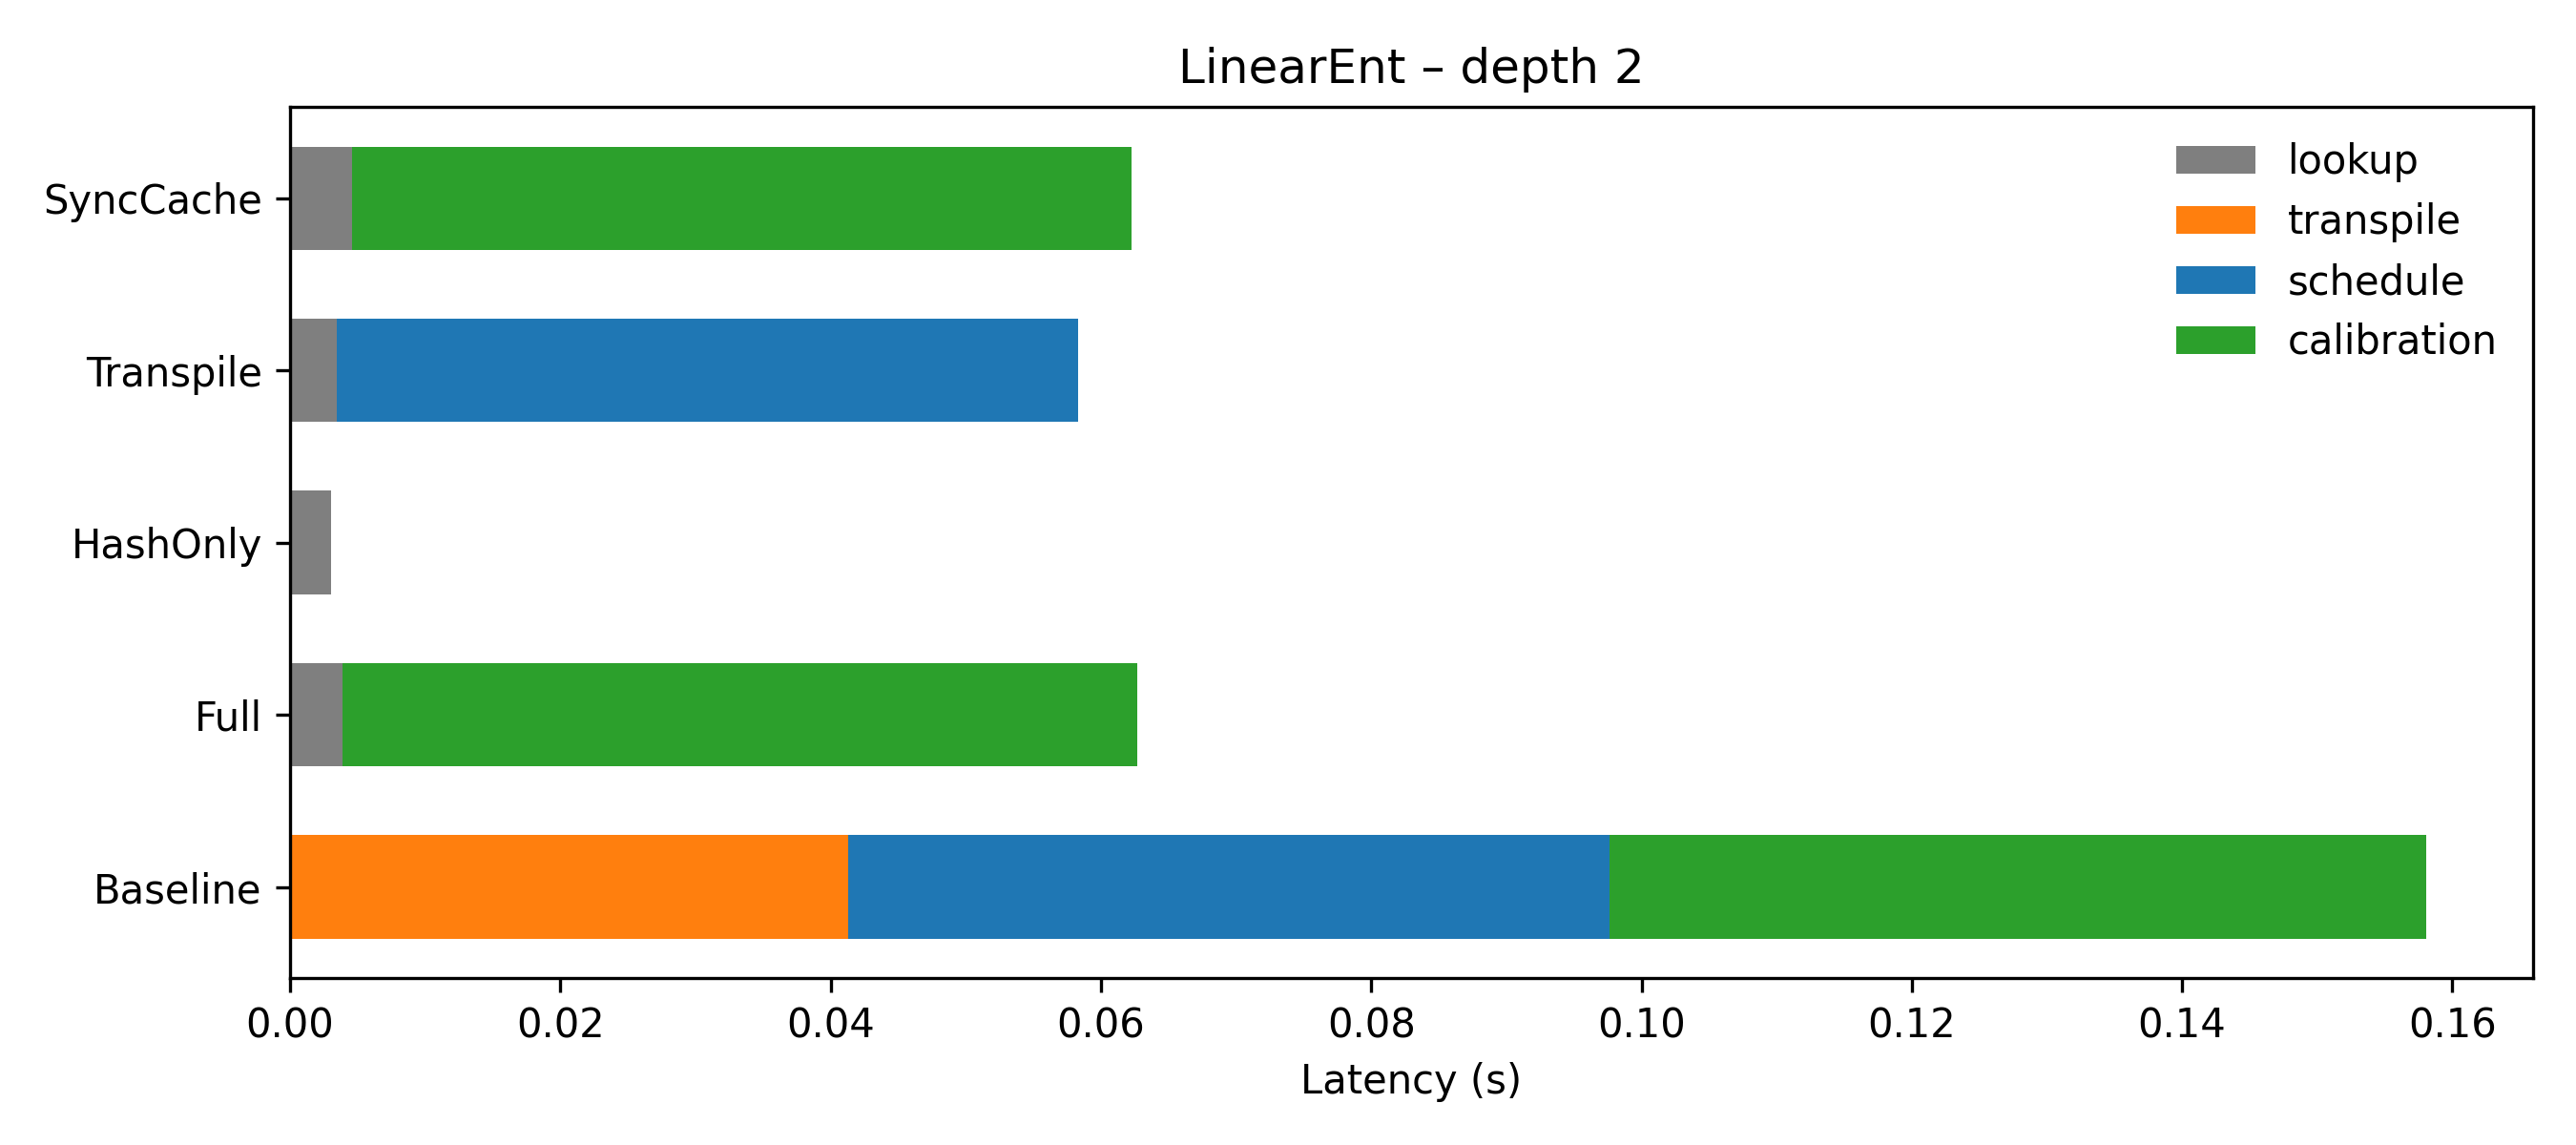 LinearEnt – depth 2
SyncCache
Transpile
HashOnly
Full
Baseline
lookup
transpile
schedule
calibration
0.00 0.02 0.04 0.06 0.08 0.10 0.12 0.14 0.16
Latency (s)